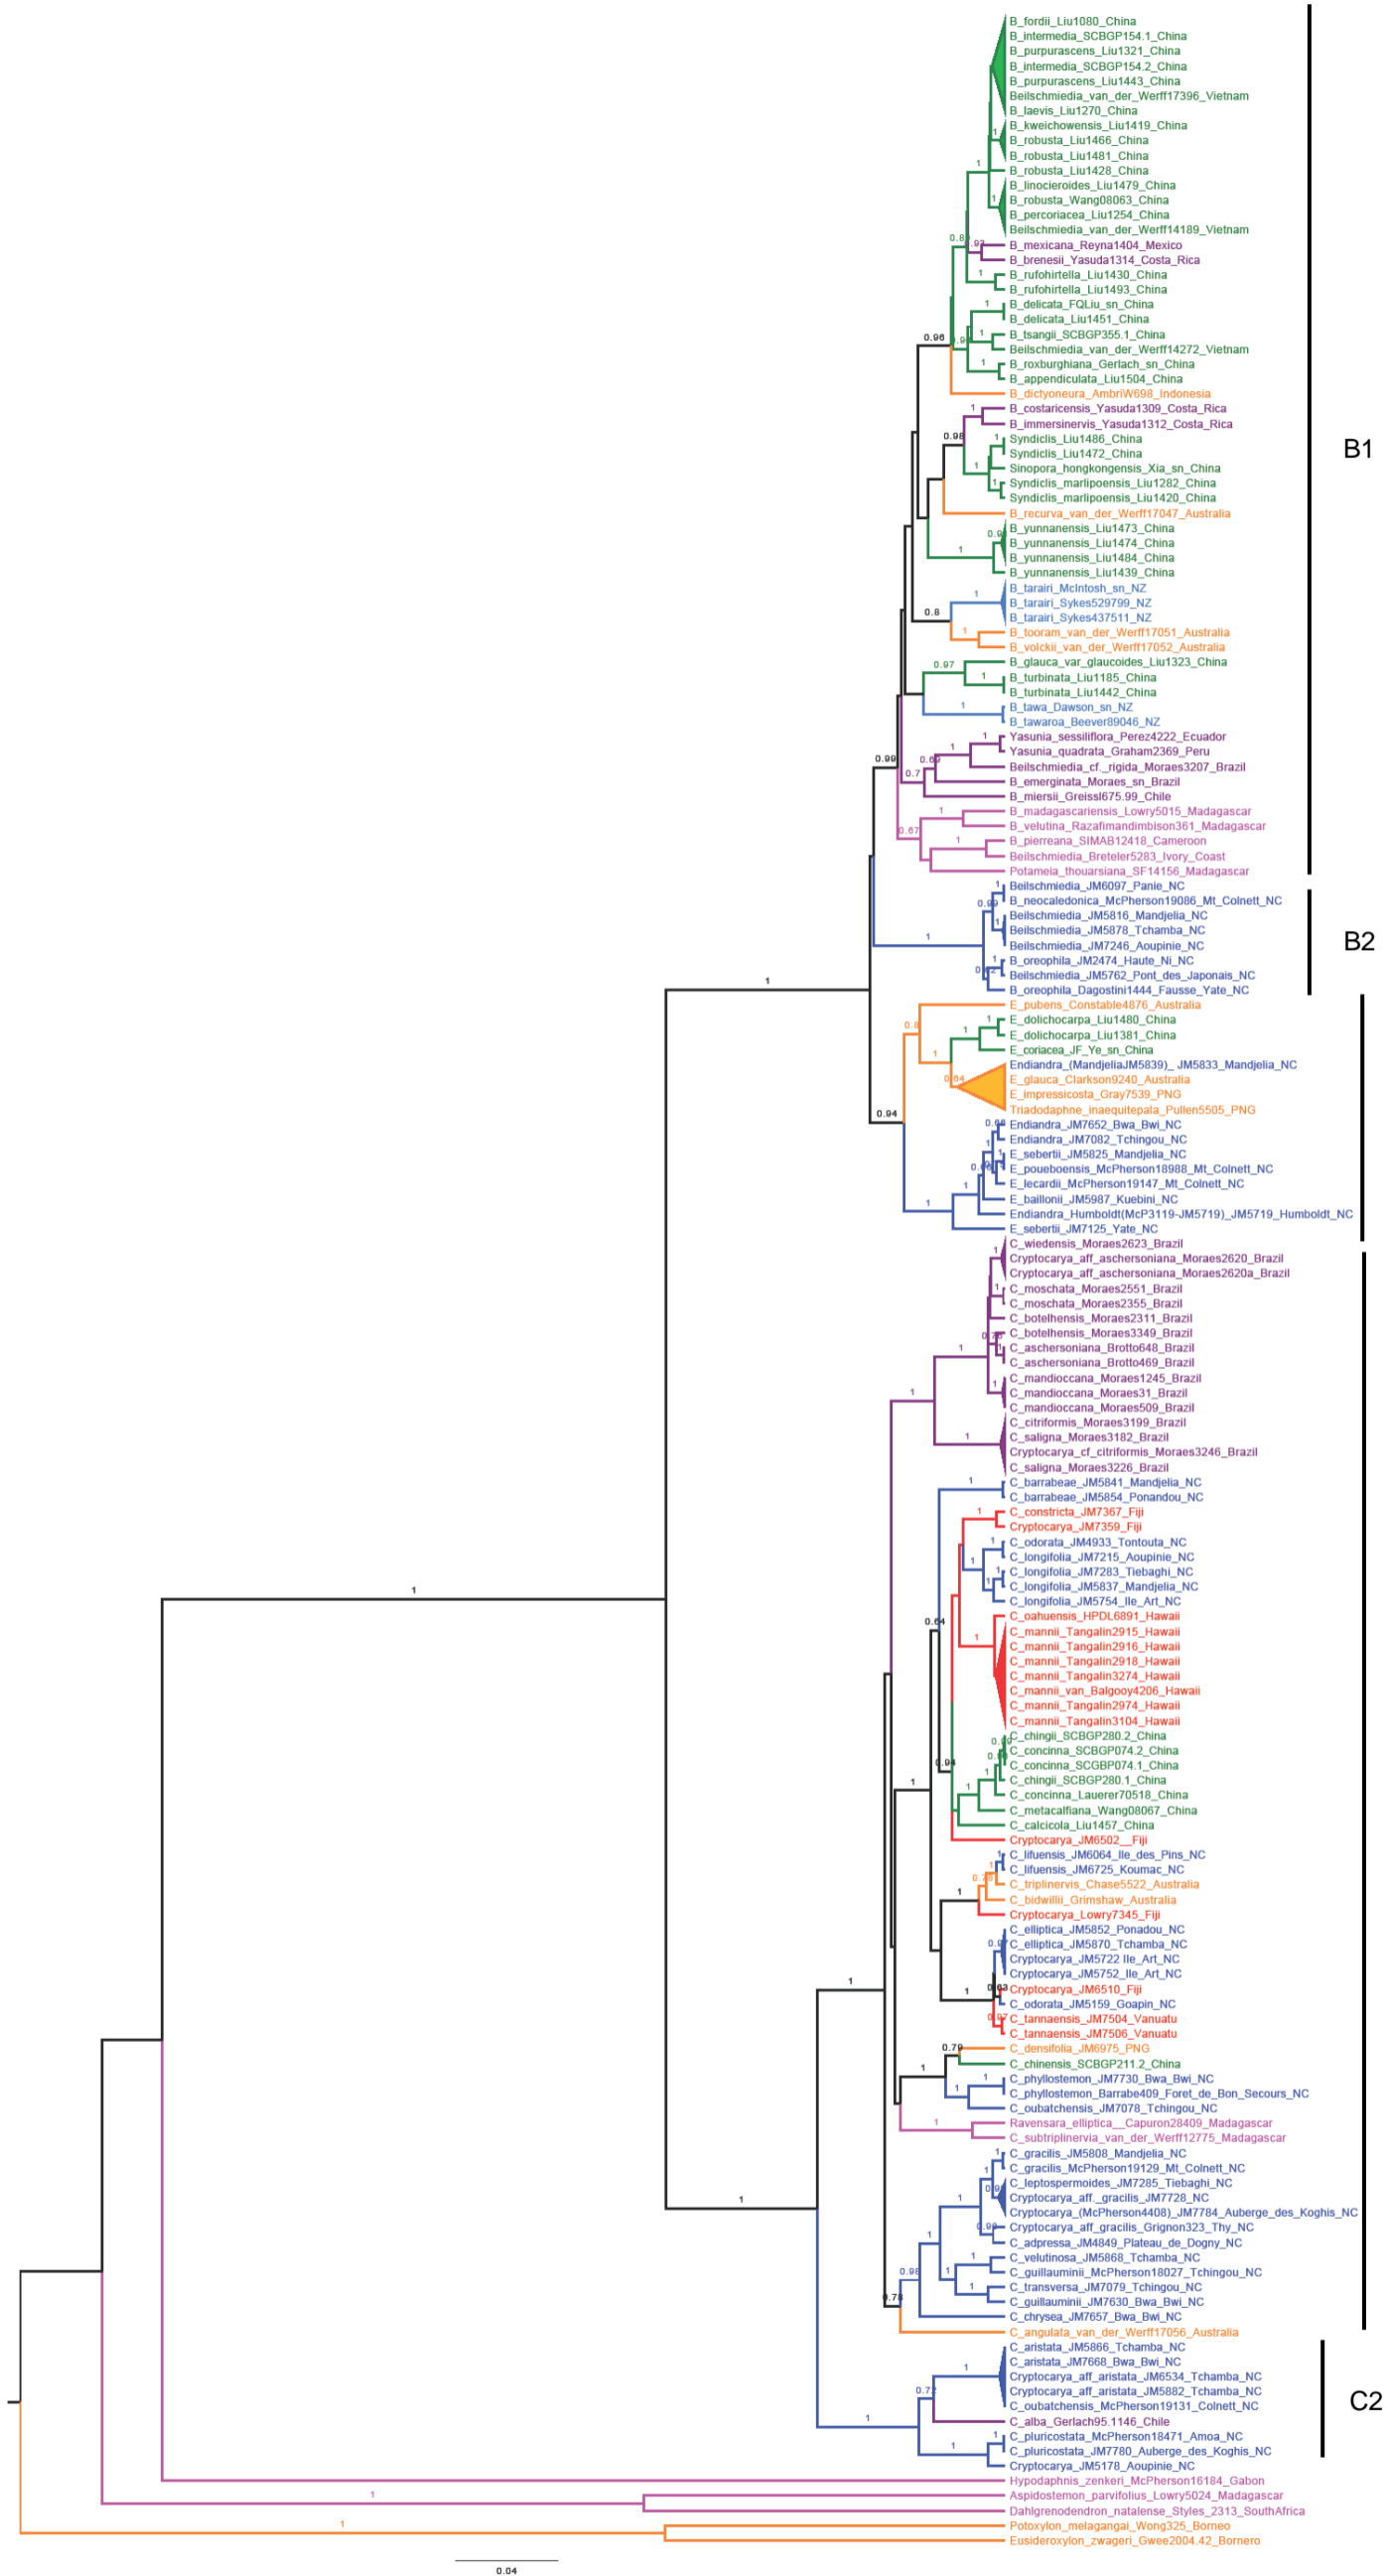 B_fordii_Liu1080_China
B_intermedia_SCBGP154.1_China
B_purpurascens_Liu1321_China
B_intermedia_SCBGP154.2_China
B_purpurascens_Liu1443_China
Beilschmiedia_van_der_Werff17396_Vietnam
B_laevis_Liu1270_China
B_kweichowensis_Liu1419_China
B_robusta_Liu1466_China
B_robusta_Liu1481_China
B_robusta_Liu1428_China
B_linocieroides_Liu1479_China
B_robusta_Wang08063_China
B_percoriacea_Liu1254_China
Beilschmiedia_van_der_Werff14189_Vietnam
B_mexicana_Reyna1404_Mexico
B_brenesii_Yasuda1314_Costa_Rica
B_rufohirtella_Liu1430_China
B_rufohirtella_Liu1493_China
B_delicata_FQLiu_sn_China
B_delicata_Liu1451_China
B_tsangii_SCBGP355.1_China
Beilschmiedia_van_der_Werff14272_Vietnam
B_roxburghiana_Gerlach_sn_China
B_appendiculata_Liu1504_China
B_dictyoneura_AmbriW698_Indonesia
B_costaricensis_Yasuda1309_Costa_Rica
B_immersinervis_Yasuda1312_Costa_Rica
Syndiclis_Liu1486_China
Syndiclis_Liu1472_China
Sinopora_hongkongensis_Xia_sn_China
Syndiclis_marlipoensis_Liu1282_China
Syndiclis_marlipoensis_Liu1420_China
B_recurva_van_der_Werff17047_Australia
B_yunnanensis_Liu1473_China
B_yunnanensis_Liu1474_China
B_yunnanensis_Liu1484_China
B_yunnanensis_Liu1439_China
B_tarairi_McIntosh_sn_NZ
B_tarairi_Sykes529799_NZ
B_tarairi_Sykes437511_NZ
B_tooram_van_der_Werff17051_Australia
B_volckii_van_der_Werff17052_Australia
B_glauca_var_glaucoides_Liu1323_China
B_turbinata_Liu1185_China
B_turbinata_Liu1442_China
B_tawa_Dawson_sn_NZ
B_tawaroa_Beever89046_NZ
Yasunia_sessiliflora_Perez4222_Ecuador
Yasunia_quadrata_Graham2369_Peru
Beilschmiedia_cf._rigida_Moraes3207_Brazil
B_emerginata_Moraes_sn_Brazil
B_miersii_Greissl675.99_Chile
B_madagascariensis_Lowry5015_Madagascar
B_velutina_Razafimandimbison361_Madagascar
B_pierreana_SIMAB12418_Cameroon
Beilschmiedia_Breteler5283_Ivory_Coast
Potameia_thouarsiana_SF14156_Madagascar
B1
Beilschmiedia_JM6097_Panie_NC
B_neocaledonica_McPherson19086_Mt_Colnett_NC
Beilschmiedia_JM5816_Mandjelia_NC
Beilschmiedia_JM5878_Tchamba_NC
Beilschmiedia_JM7246_Aoupinie_NC
B_oreophila_JM2474_Haute_Ni_NC
Beilschmiedia_JM5762_Pont_des_Japonais_NC
B_oreophila_Dagostini1444_Fausse_Yate_NC
B2
E_pubens_Constable4876_Australia
E_dolichocarpa_Liu1480_China
E_dolichocarpa_Liu1381_China
E_coriacea_JF_Ye_sn_China
Endiandra_(MandjeliaJM5839)_ JM5833_Mandjelia_NC
E_glauca_Clarkson9240_Australia
E_impressicosta_Gray7539_PNG
Triadodaphne_inaequitepala_Pullen5505_PNG
Endiandra_JM7652_Bwa_Bwi_NC
Endiandra_JM7082_Tchingou_NC
E_sebertii_JM5825_Mandjelia_NC
E_poueboensis_McPherson18988_Mt_Colnett_NC
E_lecardii_McPherson19147_Mt_Colnett_NC
E_baillonii_JM5987_Kuebini_NC
Endiandra_Humboldt(McP3119-JM5719)_JM5719_Humboldt_NC
E_sebertii_JM7125_Yate_NC
C_wiedensis_Moraes2623_Brazil
Cryptocarya_aff_aschersoniana_Moraes2620_Brazil
Cryptocarya_aff_aschersoniana_Moraes2620a_Brazil
C_moschata_Moraes2551_Brazil
C_moschata_Moraes2355_Brazil
C_botelhensis_Moraes2311_Brazil
C_botelhensis_Moraes3349_Brazil
C_aschersoniana_Brotto648_Brazil
C_aschersoniana_Brotto469_Brazil
C_mandioccana_Moraes1245_Brazil
C_mandioccana_Moraes31_Brazil
C_mandioccana_Moraes509_Brazil
C_citriformis_Moraes3199_Brazil
C_saligna_Moraes3182_Brazil
Cryptocarya_cf_citriformis_Moraes3246_Brazil
C_saligna_Moraes3226_Brazil
C_barrabeae_JM5841_Mandjelia_NC
C_barrabeae_JM5854_Ponandou_NC
C_constricta_JM7367_Fiji
Cryptocarya_JM7359_Fiji
C_odorata_JM4933_Tontouta_NC
C_longifolia_JM7215_Aoupinie_NC
C_longifolia_JM7283_Tiebaghi_NC
C_longifolia_JM5837_Mandjelia_NC
C_longifolia_JM5754_Ile_Art_NC
C_oahuensis_HPDL6891_Hawaii
C_mannii_Tangalin2915_Hawaii
C_mannii_Tangalin2916_Hawaii
C_mannii_Tangalin2918_Hawaii
C_mannii_Tangalin3274_Hawaii
C_mannii_van_Balgooy4206_Hawaii
C_mannii_Tangalin2974_Hawaii
C_mannii_Tangalin3104_Hawaii
C_chingii_SCBGP280.2_China
C_concinna_SCBGP074.2_China
C_concinna_SCGBP074.1_China
C_chingii_SCBGP280.1_China
C_concinna_Lauerer70518_China
C_metacalfiana_Wang08067_China
C_calcicola_Liu1457_China
Cryptocarya_JM6502__Fiji
C_lifuensis_JM6064_Ile_des_Pins_NC
C_lifuensis_JM6725_Koumac_NC
C_triplinervis_Chase5522_Australia
C_bidwillii_Grimshaw_Australia
Cryptocarya_Lowry7345_Fiji
C_elliptica_JM5852_Ponadou_NC
C_elliptica_JM5870_Tchamba_NC
Cryptocarya_JM5722 Ile_Art_NC
Cryptocarya_JM5752_Ile_Art_NC
Cryptocarya_JM6510_Fiji
C_odorata_JM5159_Goapin_NC
C_tannaensis_JM7504_Vanuatu
C_tannaensis_JM7506_Vanuatu
C_densifolia_JM6975_PNG
C_chinensis_SCBGP211.2_China
C_phyllostemon_JM7730_Bwa_Bwi_NC
C_phyllostemon_Barrabe409_Foret_de_Bon_Secours_NC
C_oubatchensis_JM7078_Tchingou_NC
Ravensara_elliptica__Capuron28409_Madagascar
C_subtriplinervia_van_der_Werff12775_Madagascar
C_gracilis_JM5808_Mandjelia_NC
C_gracilis_McPherson19129_Mt_Colnett_NC
C_leptospermoides_JM7285_Tiebaghi_NC
Cryptocarya_aff._gracilis_JM7728_NC
Cryptocarya_(McPherson4408)_JM7784_Auberge_des_Koghis_NC
Cryptocarya_aff_gracilis_Grignon323_Thy_NC
C_adpressa_JM4849_Plateau_de_Dogny_NC
C_velutinosa_JM5868_Tchamba_NC
C_guillauminii_McPherson18027_Tchingou_NC
C_transversa_JM7079_Tchingou_NC
C_guillauminii_JM7630_Bwa_Bwi_NC
C_chrysea_JM7657_Bwa_Bwi_NC
C_angulata_van_der_Werff17056_Australia
C_aristata_JM5866_Tchamba_NC
C_aristata_JM7668_Bwa_Bwi_NC
Cryptocarya_aff_aristata_JM6534_Tchamba_NC
Cryptocarya_aff_aristata_JM5882_Tchamba_NC
C_oubatchensis_McPherson19131_Colnett_NC
C_alba_Gerlach95.1146_Chile
C_pluricostata_McPherson18471_Amoa_NC
C_pluricostata_JM7780_Auberge_des_Koghis_NC
Cryptocarya_JM5178_Aoupinie_NC
C2
Hypodaphnis_zenkeri_McPherson16184_Gabon
Aspidostemon_parvifolius_Lowry5024_Madagascar
Dahlgrenodendron_natalense_Styles_2313_SouthAfrica
Potoxylon_melagangai_Wong325_Borneo
Eusideroxylon_zwageri_Gwee2004.42_Bornero
0.04